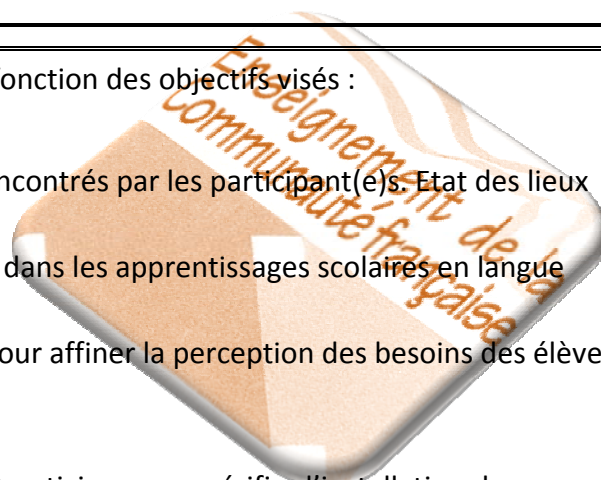 fonction des objectifs visés :
ncontrés par les participant(e)s. Etat des lieux
dans les apprentissages scolaires en langue
our affiner la perception des besoins des élève
Enseignement de la
Communauté française